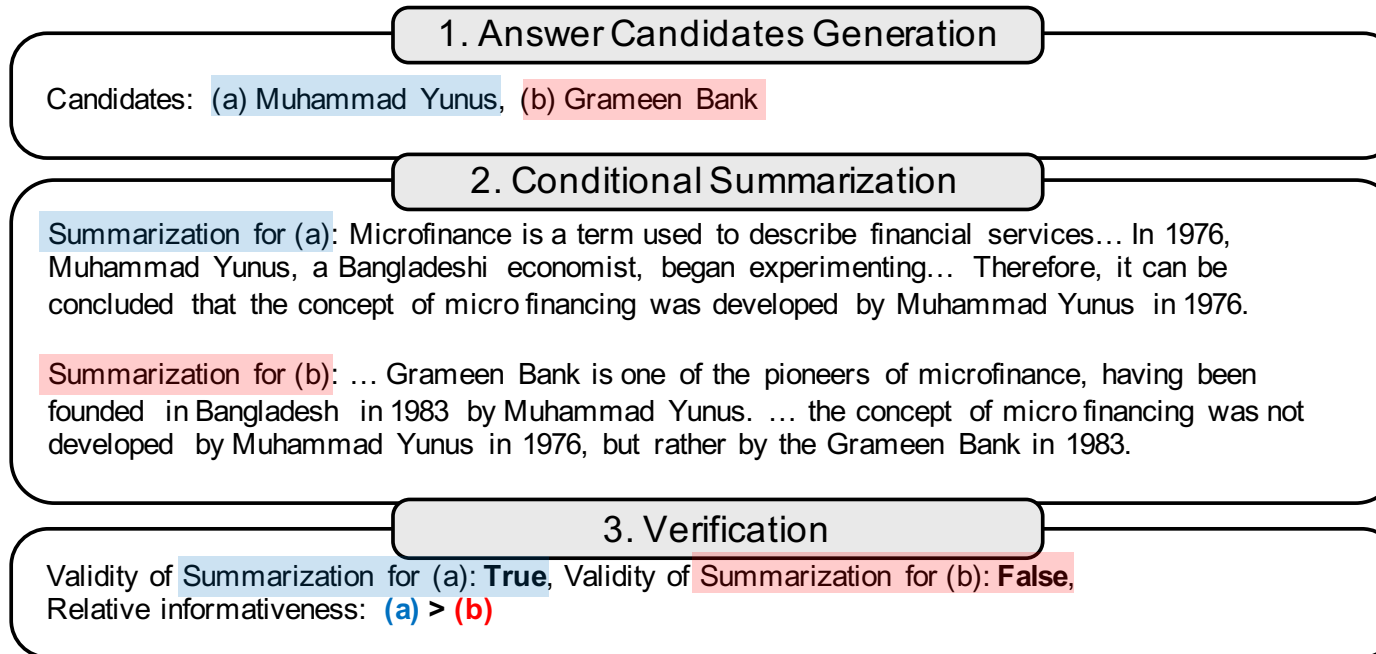 1. Answer Candidates Generation
Candidates: (a) Muhammad Yunus, (b) Grameen Bank
2. Conditional Summarization
Summarization for (a): Microfinance is a term used to describe financial services… In 1976,
Muhammad Yunus, a Bangladeshi economist, began experimenting… Therefore, it can be
concluded that the concept of micro financing was developed by Muhammad Yunus in 1976.
Summarization for (b): … Grameen Bank is one of the pioneers of microfinance, having been
founded in Bangladesh in 1983 by Muhammad Yunus. … the concept of micro financing was not
developed by Muhammad Yunus in 1976, but rather by the Grameen Bank in 1983.
3. Verification
Validity of Summarization for (a): True, Validity of Summarization for (b): False,
Relative informativeness: (a) > (b)